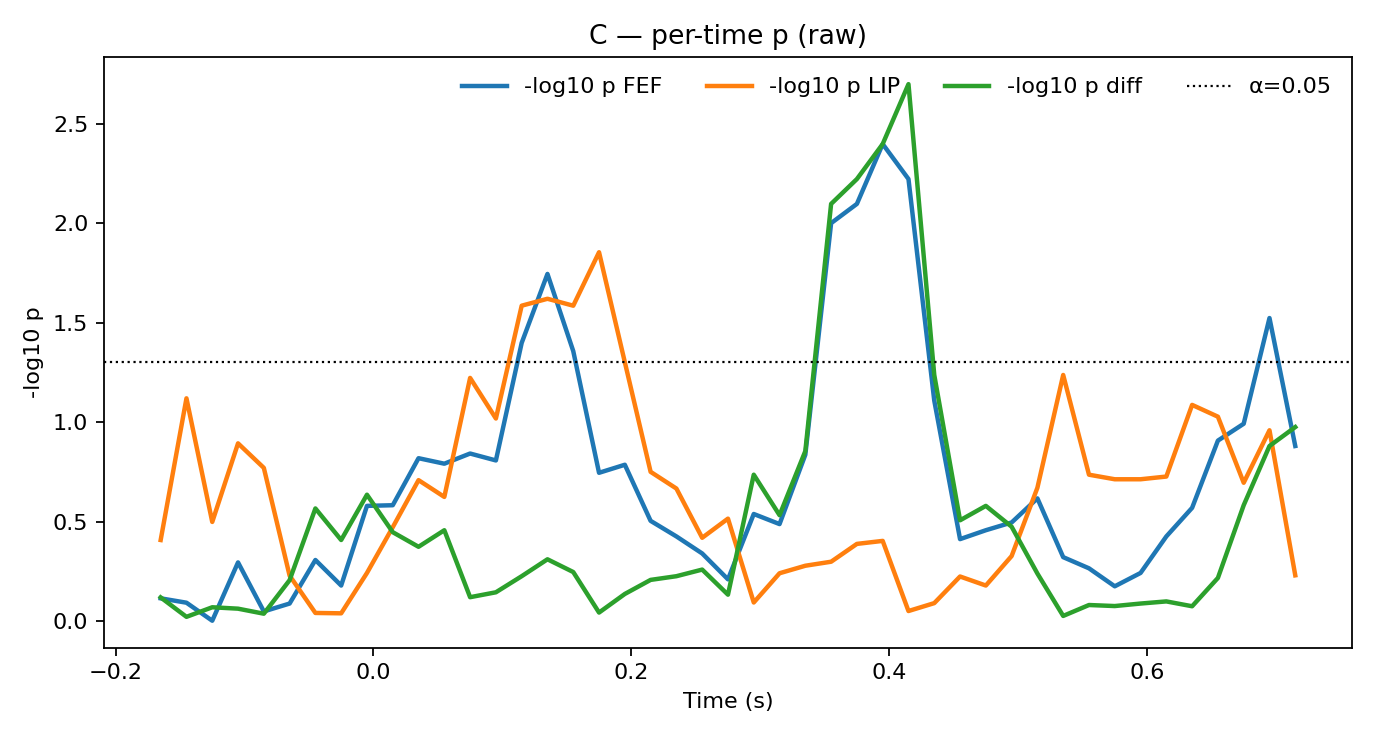 C — per-time p (raw)
-log10 p FEF
-log10 p LIP
-log10 p diff
α=0.05
-log10 p
2.5
2.0
1.5
1.0
0.5
0.0
−0.2
0.0
0.2
0.4
0.6
Time (s)